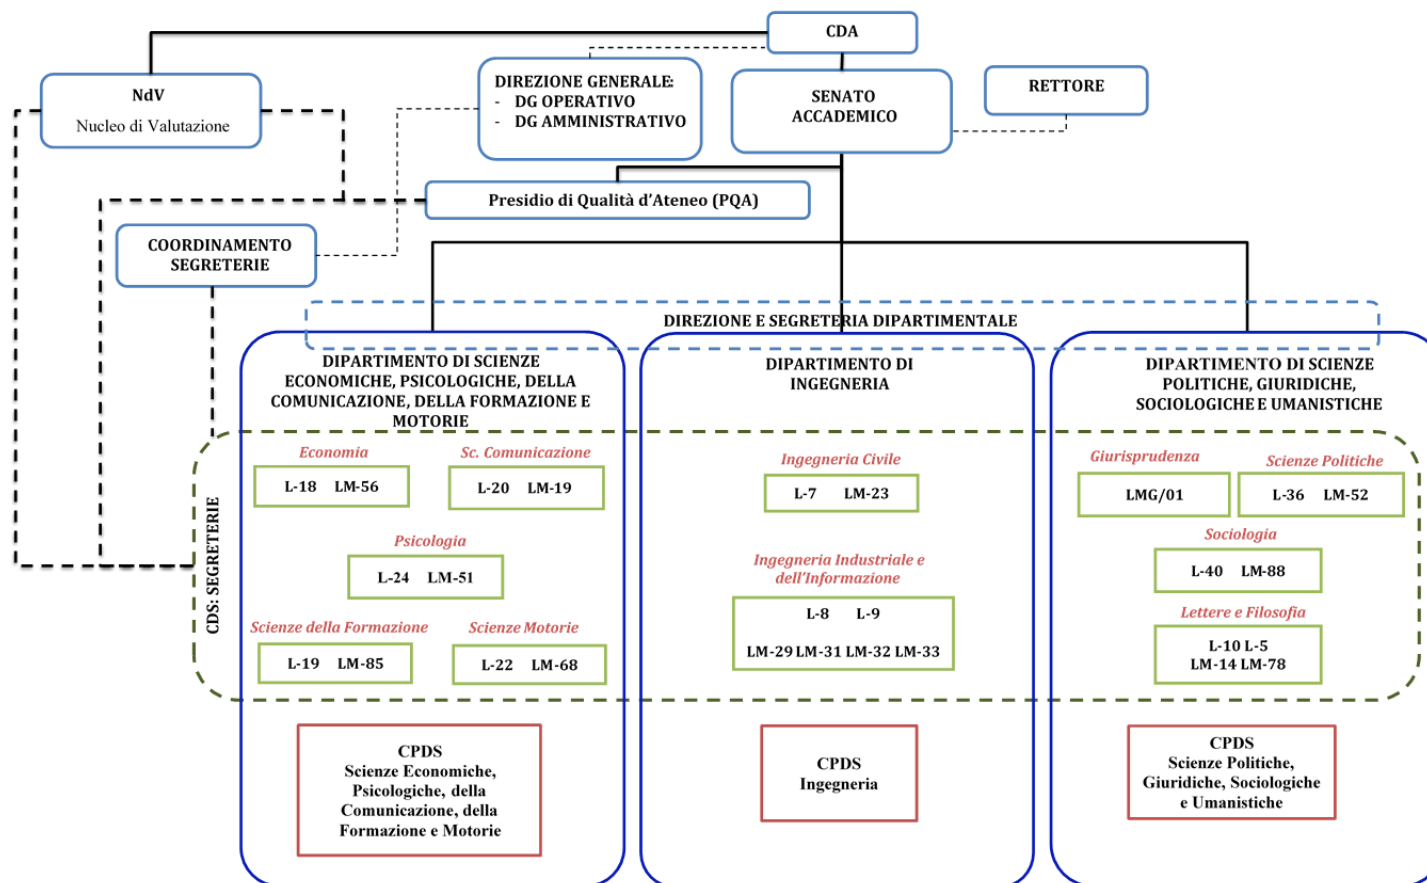 CDA
NdV
Nucleo di Valutazione
DIREZIONE GENERALE:
- DG OPERATIVO
- DG AMMINISTRATIVO
SENATO
ACCADEMICO
RETTORE
Presidio di Qualità d'Ateneo (PQA)
COORDINAMENTO
SEGRETERIE
DIREZIONE E SEGRETERIA DIPARTIMENTALE
DIPARTIMENTO DI SCIENZE
ECONOMICHE, PSICOLOGICHE, DELLA
COMUNICAZIONE, DELLA FORMAZIONE E
MOTORIE
DIPARTIMENTO DI
INGEGNERIA
DIPARTIMENTO DI SCIENZE
POLITICHE, GIURIDICHE,
SOCIOLOGICHE E UMANISTICHE
CDS: SEGRETERIE
Economia
L-18 LM-56
Sc. Comunicazione
L-20 LM-19
Psicologia
L-24 LM-51
Scienze della Formazione
L-19 LM-85
Scienze Motorie
L-22 LM-68
Ingegneria Civile
L-7 LM-23
Ingegneria Industriale e
dell'Informazione
L-8 L-9
LM-29 LM-31 LM-32 LM-33
Giurisprudenza
LMG/01
Scienze Politiche
L-36 LM-52
Sociologia
L-40 LM-88
Lettere e Filosofia
L-10 L-5
LM-14 LM-78
CPDS
Scienze Economiche,
Psicologiche, della
Comunicazione, della
Formazione e Motorie
CPDS
Ingegneria
CPDS
Scienze Politiche,
Giuridiche, Sociologiche
e Umanistiche